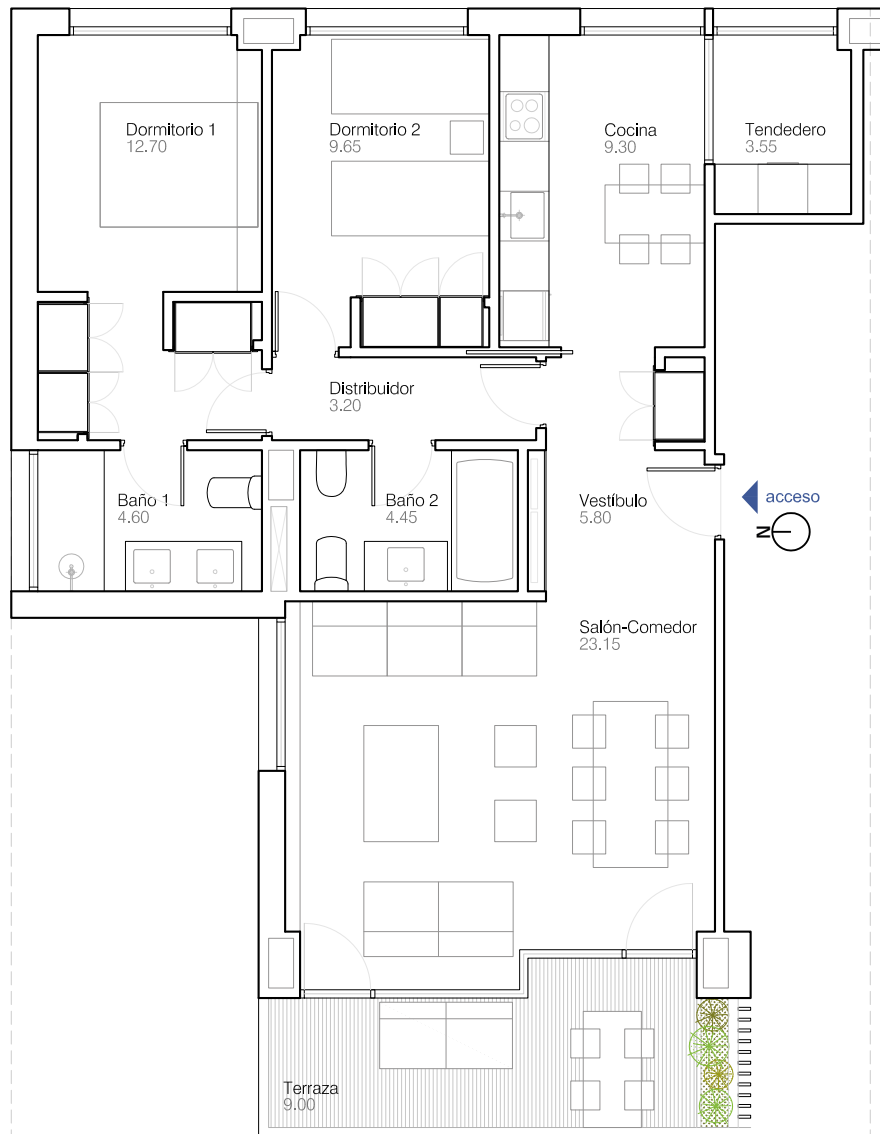 Dormitorio 1
12.70
Dormitorio 2
9.65
Cocina
9.30
Tendedero
3.55
Distribuidor
3.20
Baño 1
4.60
Baño 2
4.45
Vestíbulo
5.80
acceso
N
Salón-Comedor
23.15
Terraza
9.00